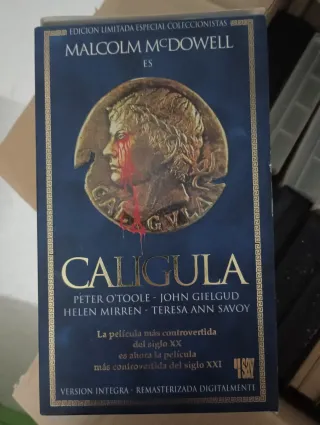 EDICION LIMITADA ESPECIAL COLECCIONISTAS
MALCOLM MCDOWELL
ES
CALIGULA
CALIGULA
PETER O'TOOLE - JOHN GIELGUD
HELEN MIRREN - TERESA ANN SAVOY
La película más controvertida
del siglo XX
es ahora la película
más controvertida del siglo XXI
VERSION INTEGRA - REMASTERIZADA DIGITALMENTE